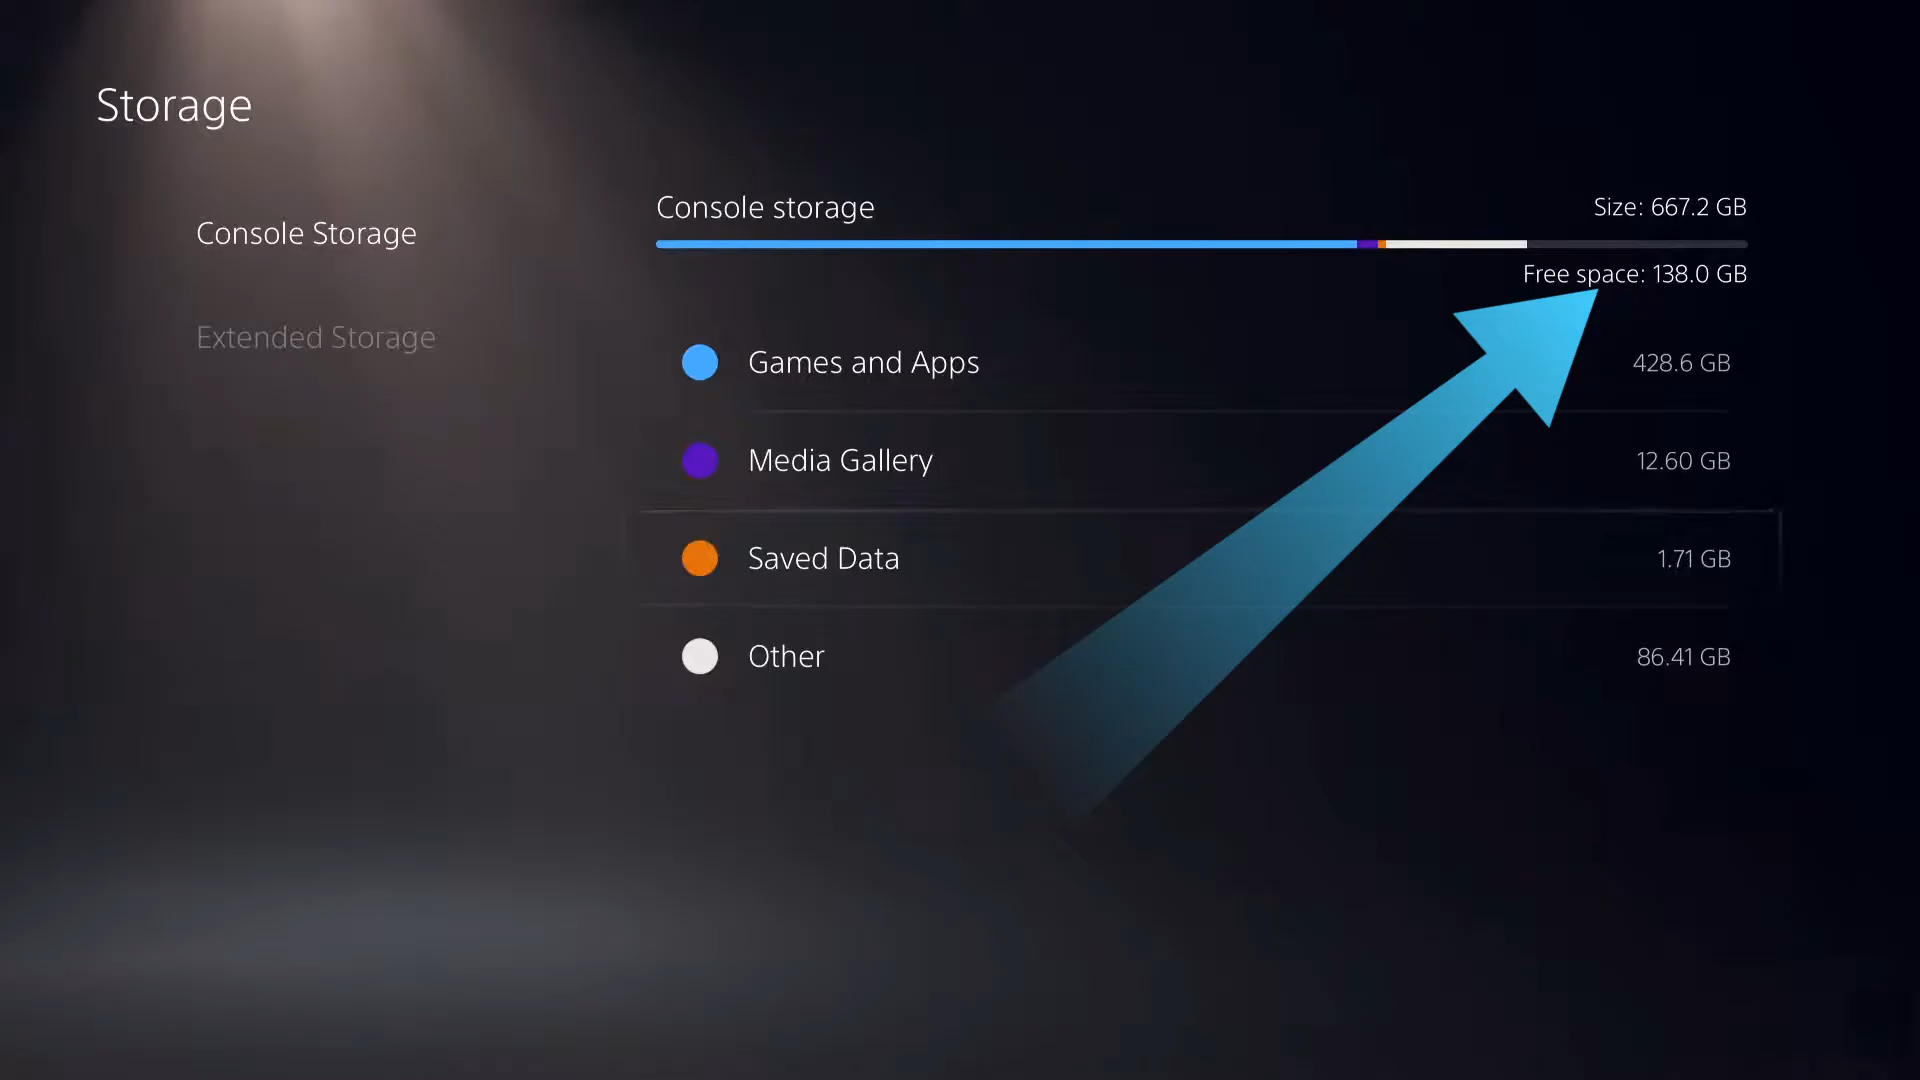 Storage
Console Storage
Extended Storage
Console storage
Size: 667.2 GB
Free space: 138.0 GB
Games and Apps
428.6 GB
Media Gallery
12.60 GB
Saved Data
1.71 GB
Other
86.41 GB